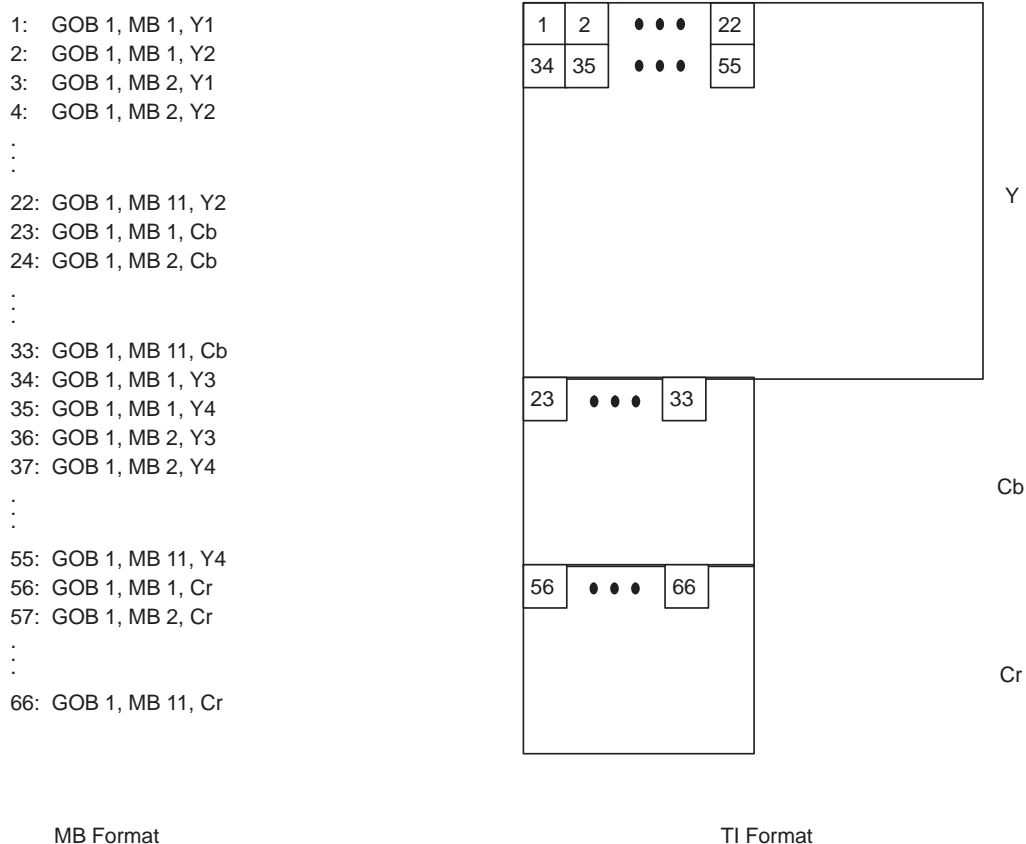 1: GOB 1, MB 1, Y1
2: GOB 1, MB 1, Y2
3: GOB 1, MB 2, Y1
4: GOB 1, MB 2, Y2
.
.
.
22: GOB 1, MB 11, Y2
23: GOB 1, MB 1, Cb
24: GOB 1, MB 2, Cb
.
.
.
33: GOB 1, MB 11, Cb
34: GOB 1, MB 1, Y3
35: GOB 1, MB 1, Y4
36: GOB 1, MB 2, Y3
37: GOB 1, MB 2, Y4
.
.
.
55: GOB 1, MB 11, Y4
56: GOB 1, MB 1, Cr
57: GOB 1, MB 2, Cr
.
.
.
66: GOB 1, MB 11, Cr
MB Format
1 2 ••• 22
34 35 ••• 55
Y
23 ••• 33
Cb
56 ••• 66
Cr
TI Format